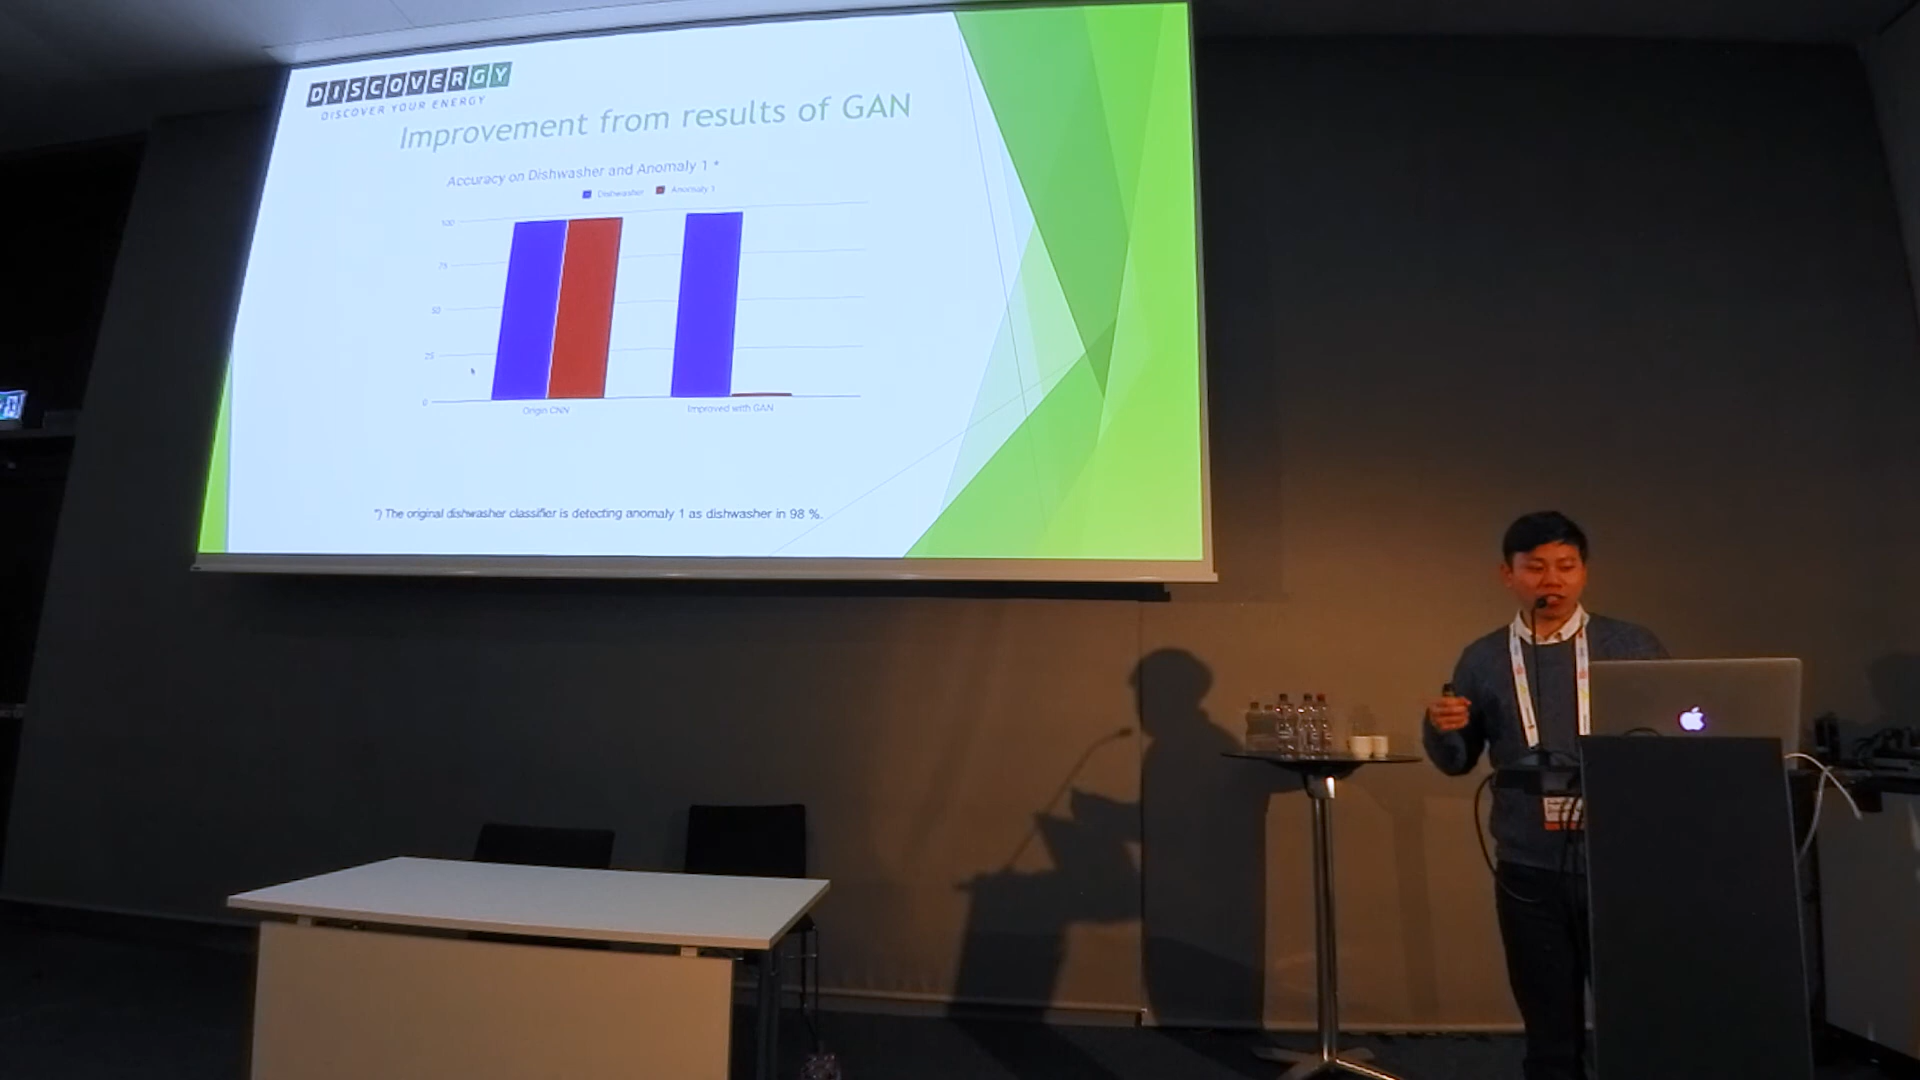 DISCOVERGY
DISCOVER YOUR ENERGY
Improvement from results of GAN
Accuracy on Dishwasher and Anomaly 1 *
Dishwasher Anomaly 1
100
75
50
25
0
Origin CNN Improved with GAN
*) The original dishwasher classifier is detecting anomaly 1 as dishwasher in 98 %.